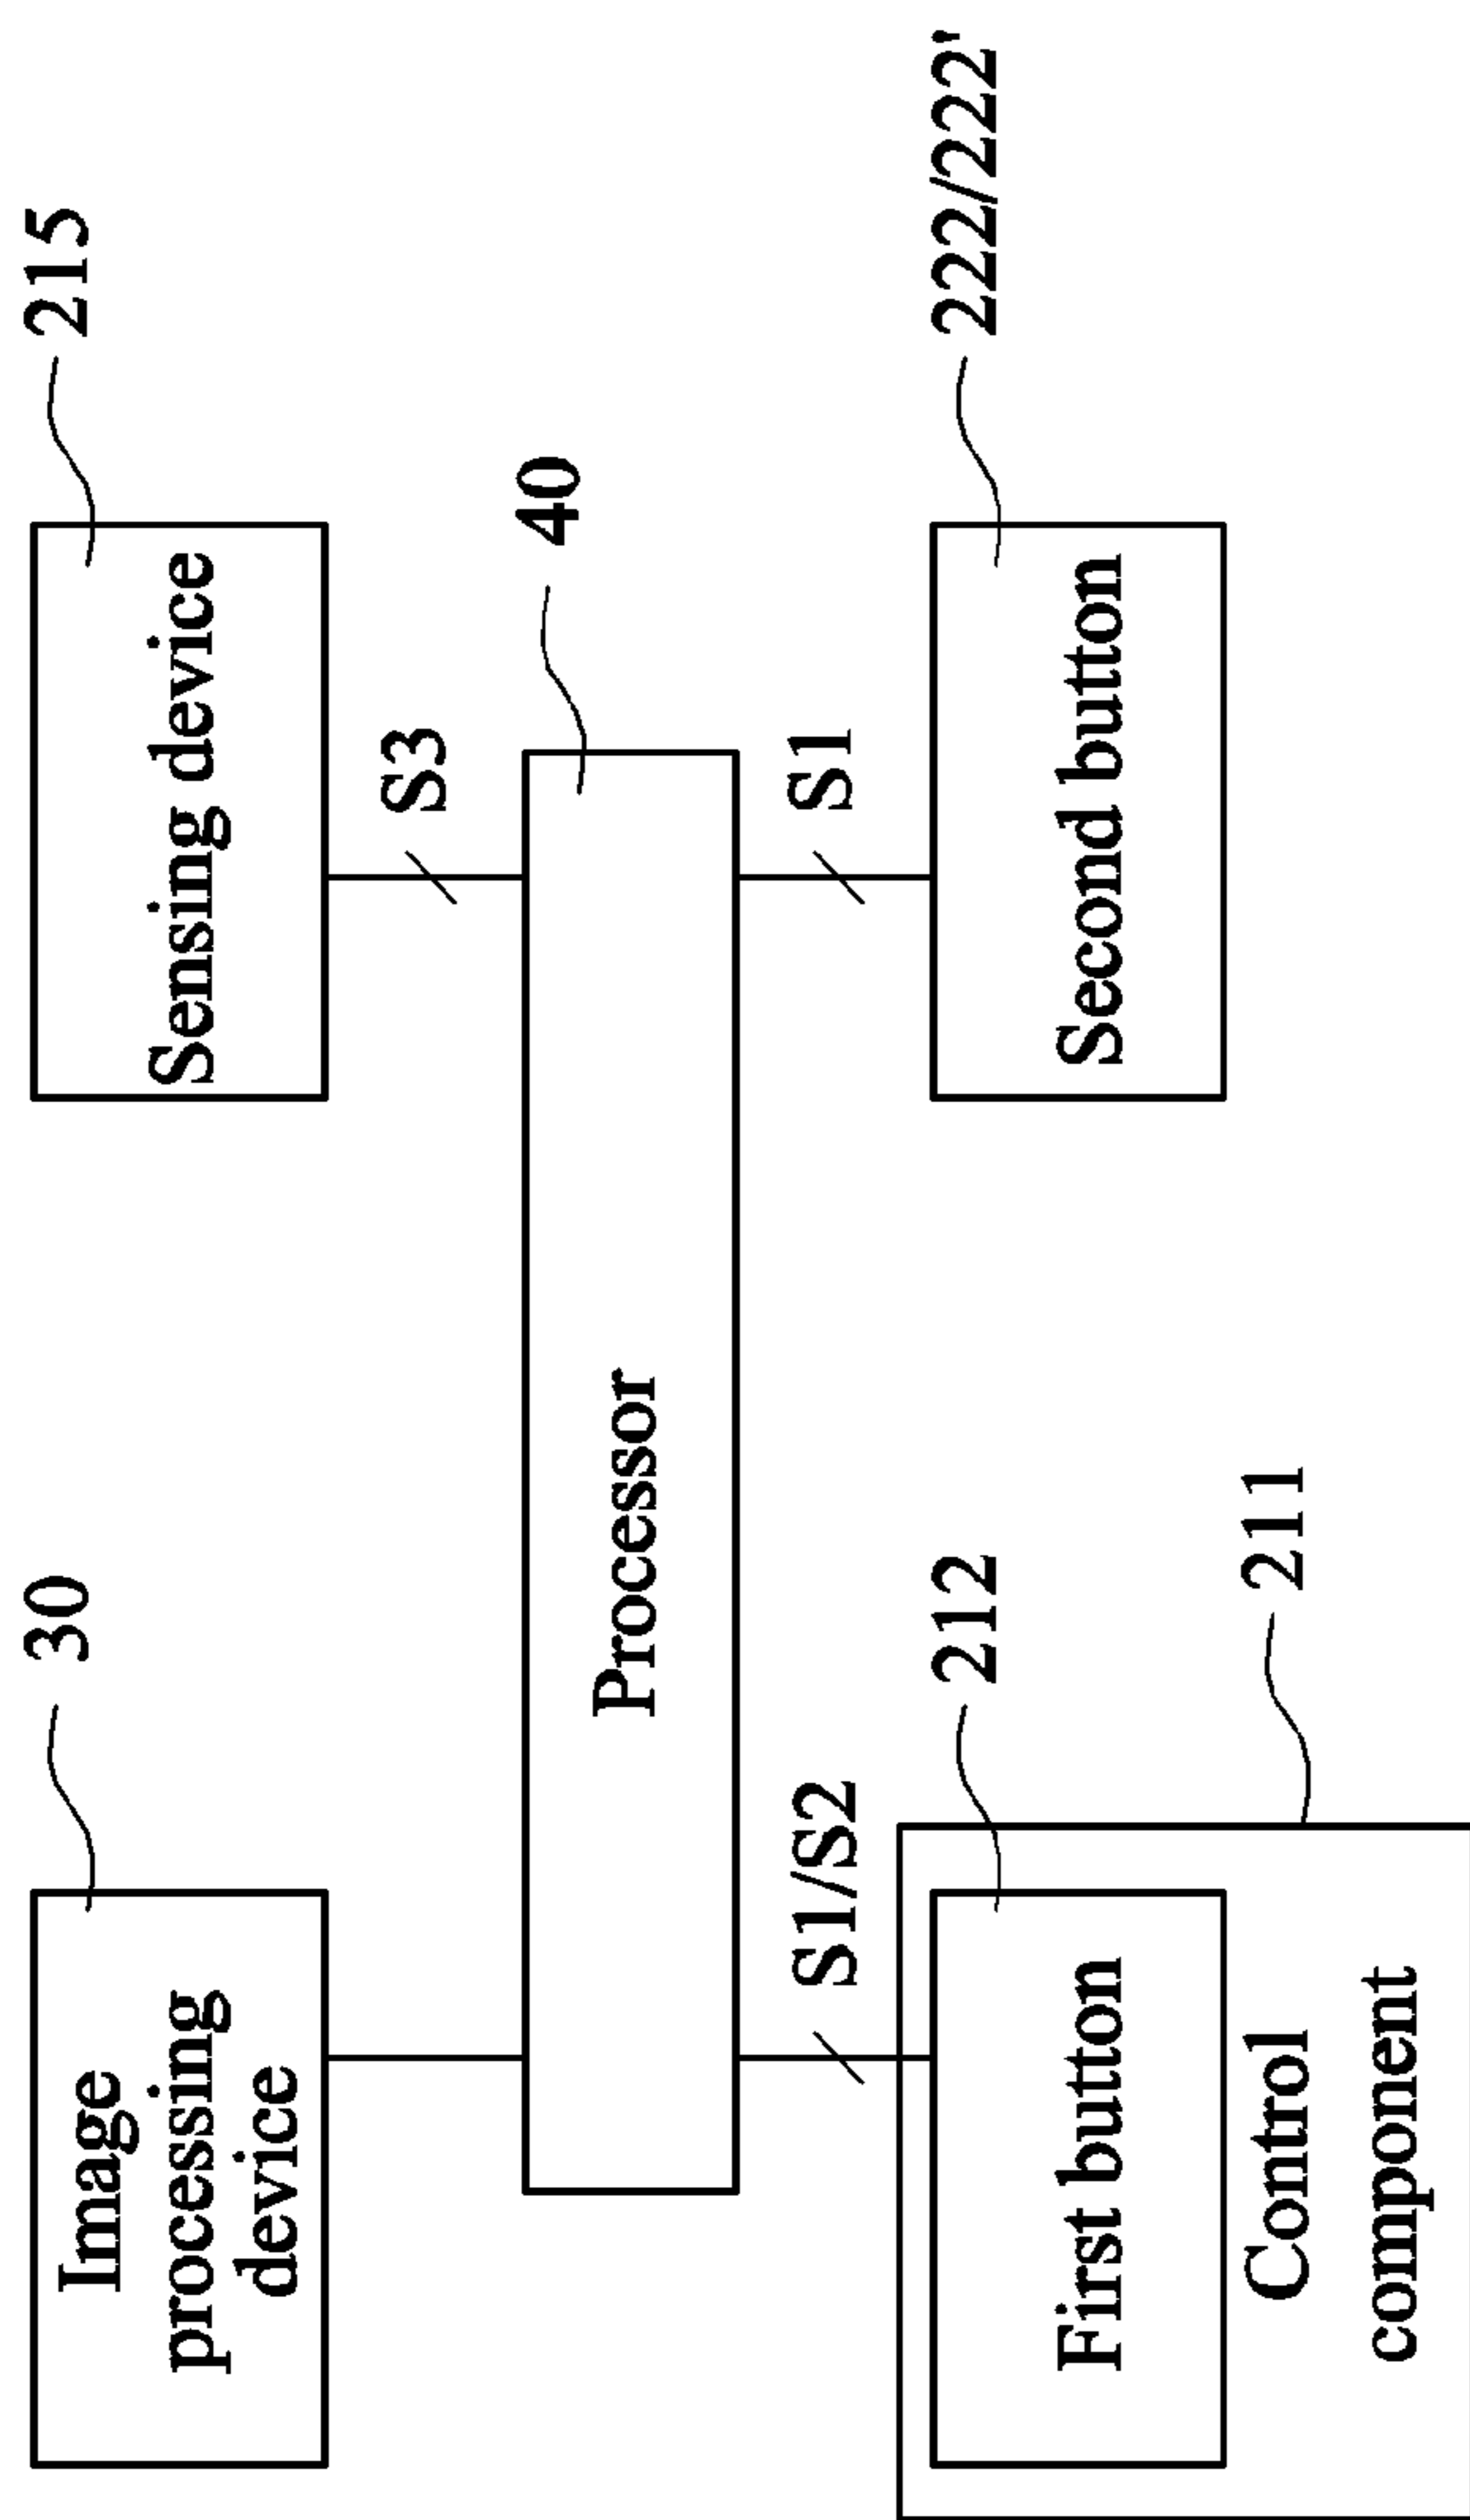 30
215
Image
processing
device
Sensing device
S3
40
Processor
S1/S2
S1
212
222/222'
First button
Second button
211
Control
component